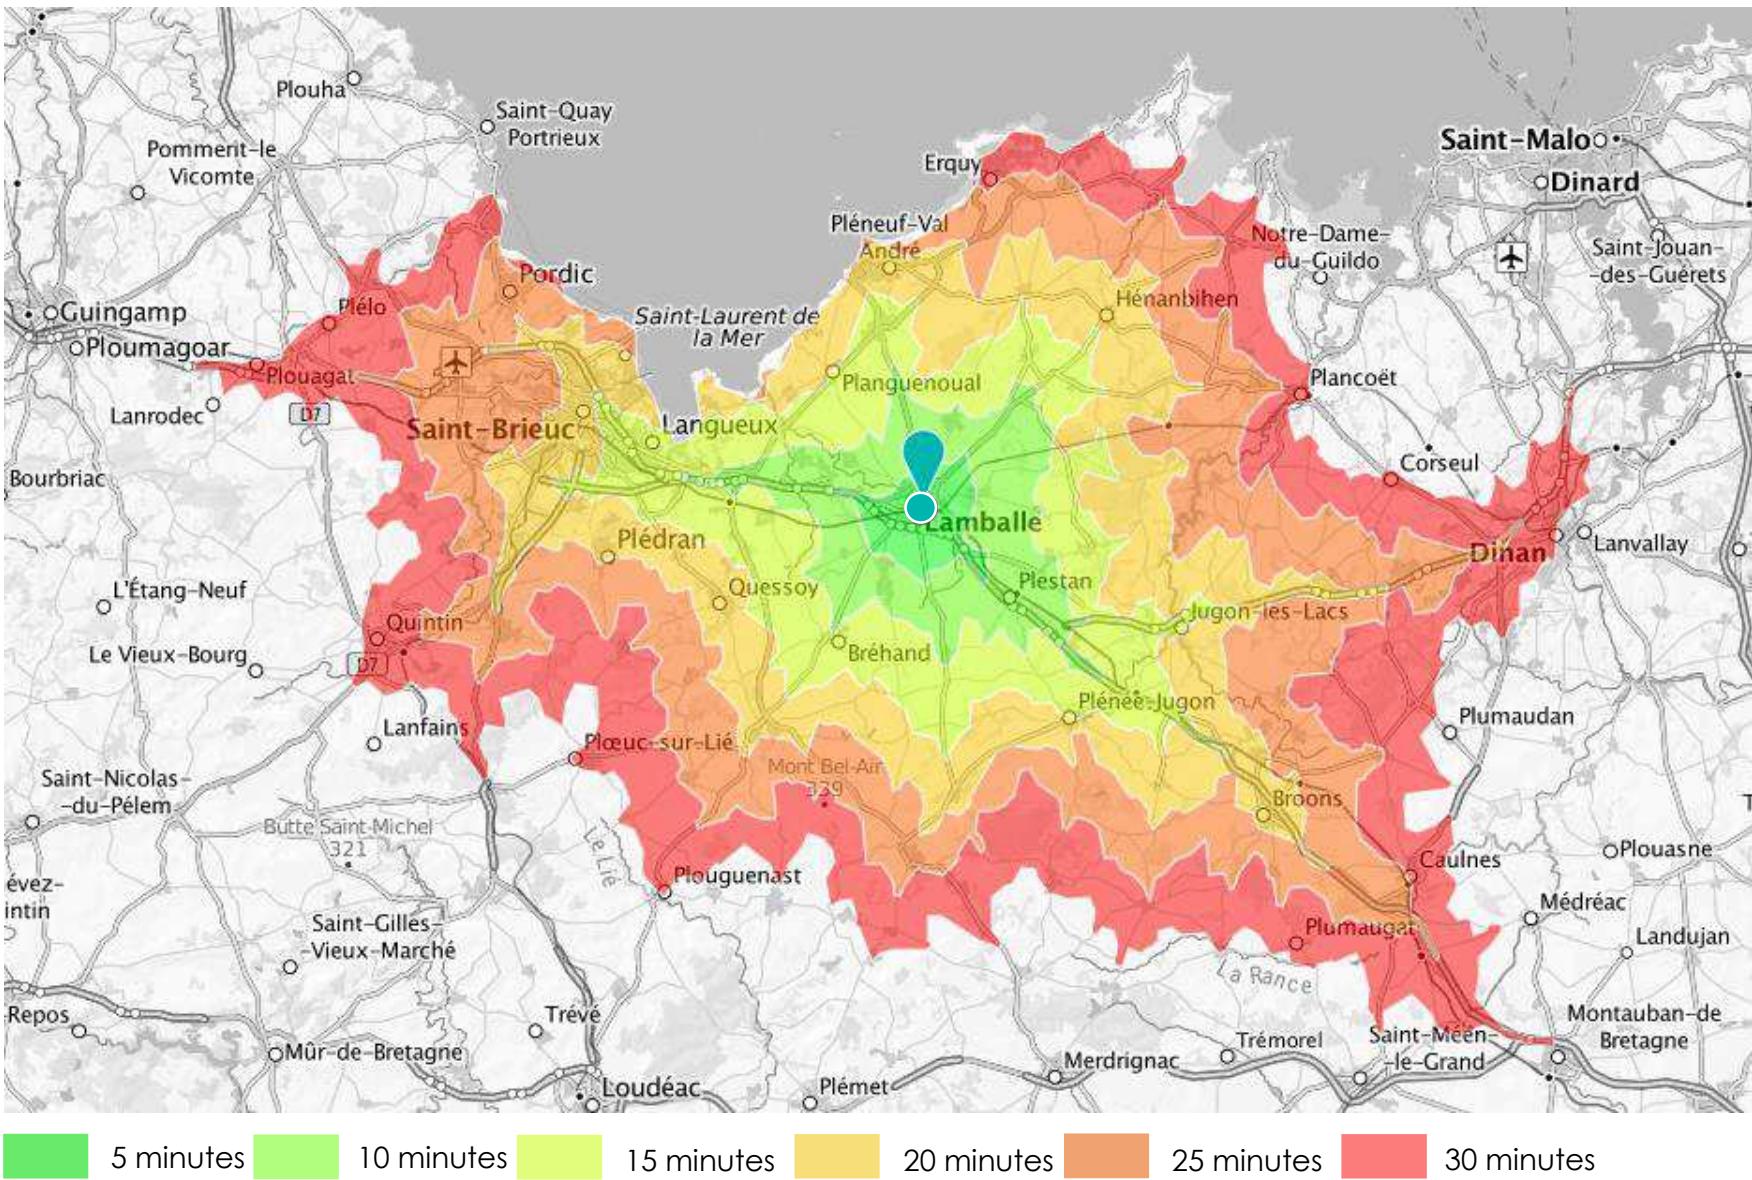 Plouha
Saint-Quay
Portrieux
Pommerit-le
Vicomte
Erquy
Saint-Malo
Dinard
Pléneuf-Val
André
Notre-Dame-
du-Guildo
Saint-Jouan-
-des-Guérets
Pordic
Plélo
Guingamp
Ploumagoar
Saint-Laurent de
la Mer
Hénanbihen
Plouagat
Planguenoual
Plancoët
Lanrodec
D7
Saint-Brieuc
Langueux
Bourbriac
Corseul
Lamballe
Plédran
Dinan
Lanvallay
L'Étang-Neuf
Quessoy
Plestan
Jugon-les-Lacs
Quintin
Le Vieux-Bourg
D7
Bréhand
Plénée-Jugon
Lanfains
Plœuc-sur-Lié
Plumaudan
Mont Bel-Air
339
Saint-Nicolas-
-du-Pélem
Broons
Butte Saint-Michel
321
Le Lié
Caulnes
Plouasne
évez-
intin
Plouguenast
Médréac
Saint-Gilles-
-Vieux-Marché
Plumaugat
Landujan
La Rance
Repos
Trévé
Montauban-de
Bretagne
Mûr-de-Bretagne
Trémorel
Saint-Méen-
-le-Grand
Merdrignac
Loudéac
Plémet
5 minutes
10 minutes
15 minutes
20 minutes
25 minutes
30 minutes